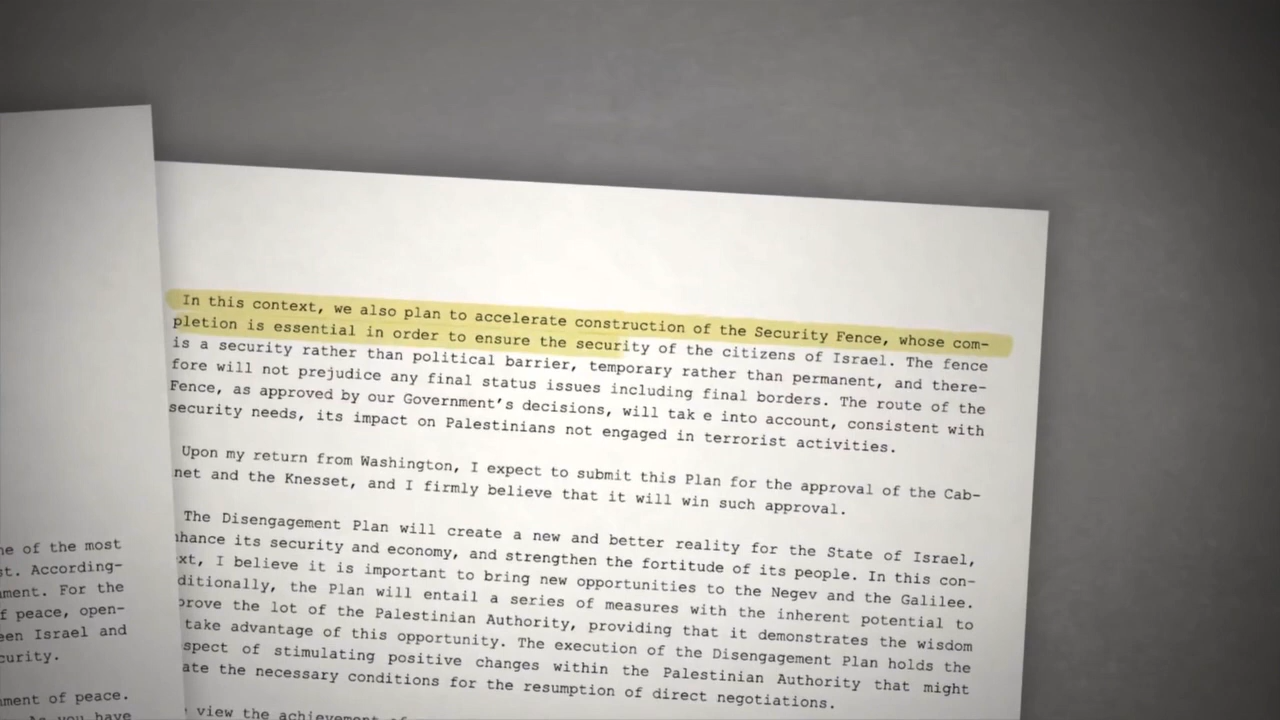 ne of the most
st. According-
ment. For the
f peace, open-
een Israel and
curity.
nment of peace.
As you have
In this context, we also plan to accelerate construction of the Security Fence, whose com-
pletion is essential in order to ensure the security of the citizens of Israel. The fence
is a security rather than political barrier, temporary rather than permanent, and there-
fore will not prejudice any final status issues including final borders. The route of the
Fence, as approved by our Government's decisions, will tak e into account, consistent with
security needs, its impact on Palestinians not engaged in terrorist activities.
Upon my return from Washington, I expect to submit this Plan for the approval of the Cab-
net and the Knesset, and I firmly believe that it will win such approval.
The Disengagement Plan will create a new and better reality for the State of Israel,
hance its security and economy, and strengthen the fortitude of its people. In this con-
xt, I believe it is important to bring new opportunities to the Negev and the Galilee.
ditionally, the Plan will entail a series of measures with the inherent potential to
prove the lot of the Palestinian Authority, providing that it demonstrates the wisdom
take advantage of this opportunity. The execution of the Disengagement Plan holds the
spect of stimulating positive changes within the Palestinian Authority that might
ate the necessary conditions for the resumption of direct negotiations.
view the achievement of